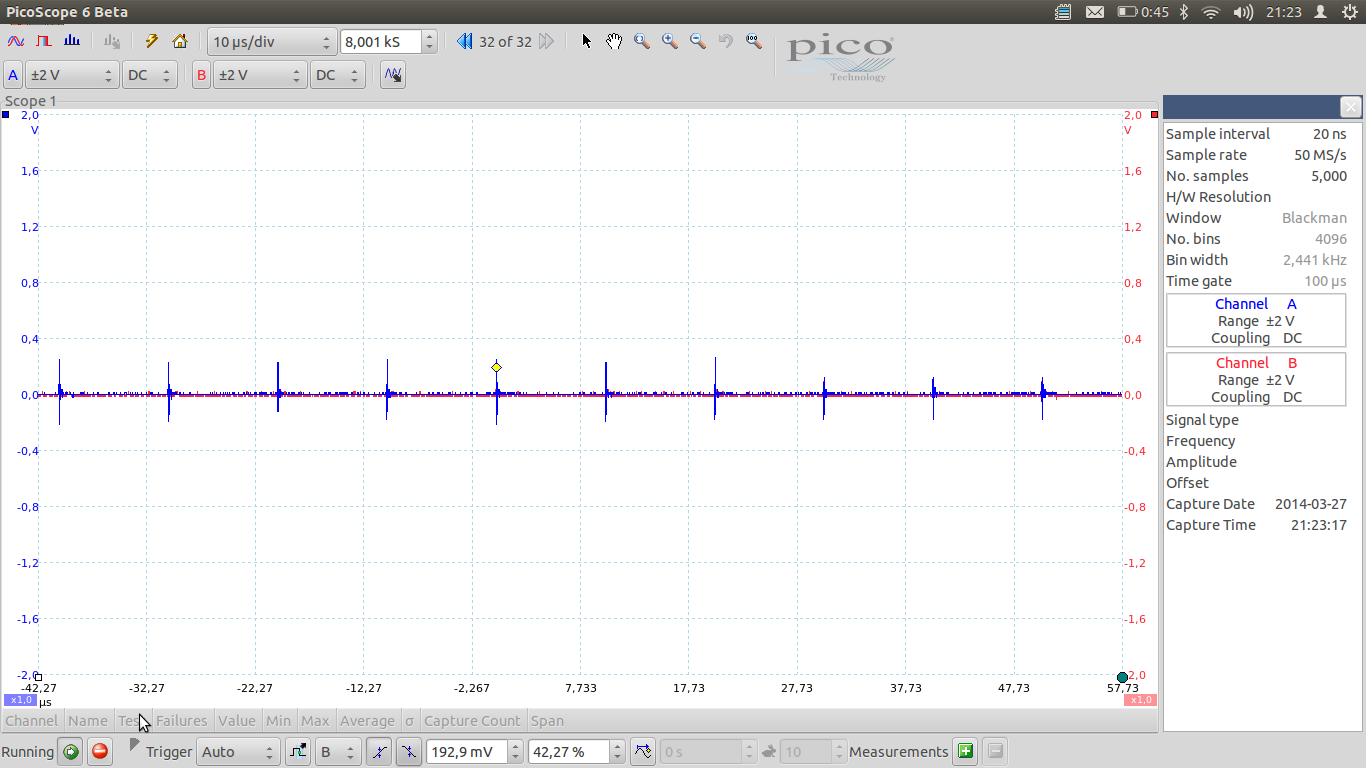 PicoScope 6 Beta
0:45
21:23
10 µs/div
8,001 kS
32 of 32
pico
Technology
A
±2 V
DC
B
±2 V
DC
Scope 1
2,0
V
1,6
1,2
0,8
0,4
0,0
-0,4
-0,8
-1,2
-1,6
-2,0
2,0
V
1,6
1,2
0,8
0,4
0,0
-0,4
-0,8
-1,2
-1,6
-2,0
-42,27
-32,27
-22,27
-12,27
-2,267
7,733
17,73
27,73
37,73
47,73
57,73
x1,0
µs
x1,0
Sample interval 20 ns
Sample rate 50 MS/s
No. samples 5,000
H/W Resolution
Window Blackman
No. bins 4096
Bin width 2,441 kHz
Time gate 100 µs
Channel A
Range ±2 V
Coupling DC
Channel B
Range ±2 V
Coupling DC
Signal type
Frequency
Amplitude
Offset
Capture Date 2014-03-27
Capture Time 21:23:17
Channel Name Tes Failures Value Min Max Average σ Capture Count Span
Running Trigger Auto B 192,9 mV 42,27 % 0 s 10 Measurements